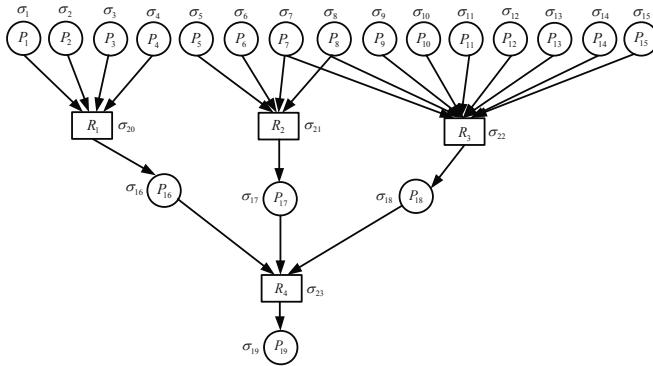 σ1 σ2 σ3 σ4 σ5 σ6 σ7 σ8 σ9 σ10 σ11 σ12 σ13 σ14 σ15
P1 P2 P3 P4 P5 P6 P7 P8 P9 P10 P11 P12 P13 P14 P15
R1 σ20 R2 σ21 R3 σ22
σ16 P16 σ17 P17 σ18 P18
R4 σ23
σ19 P19